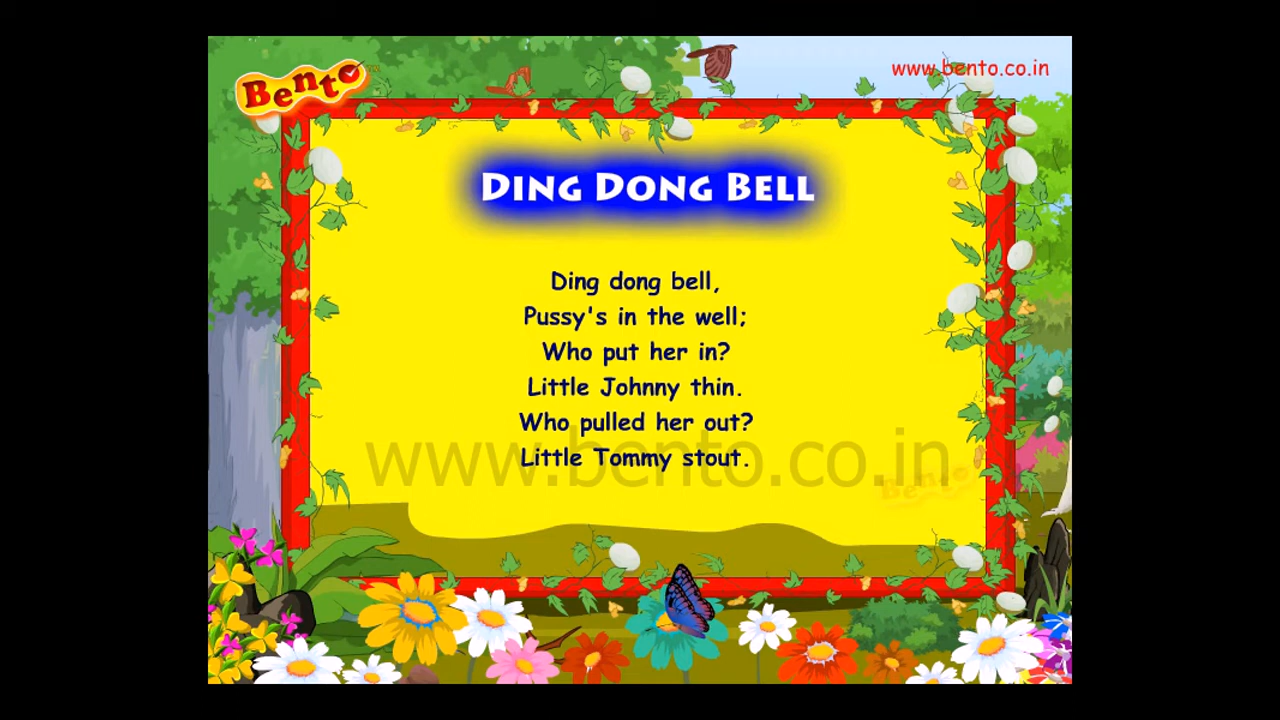 Bento
www.bento.co.in
DING DONG BELL
Ding dong bell,
Pussy's in the well;
Who put her in?
Little Johnny thin.
Who pulled her out?
Little Tommy stout.
www.bento.co.in
Bento